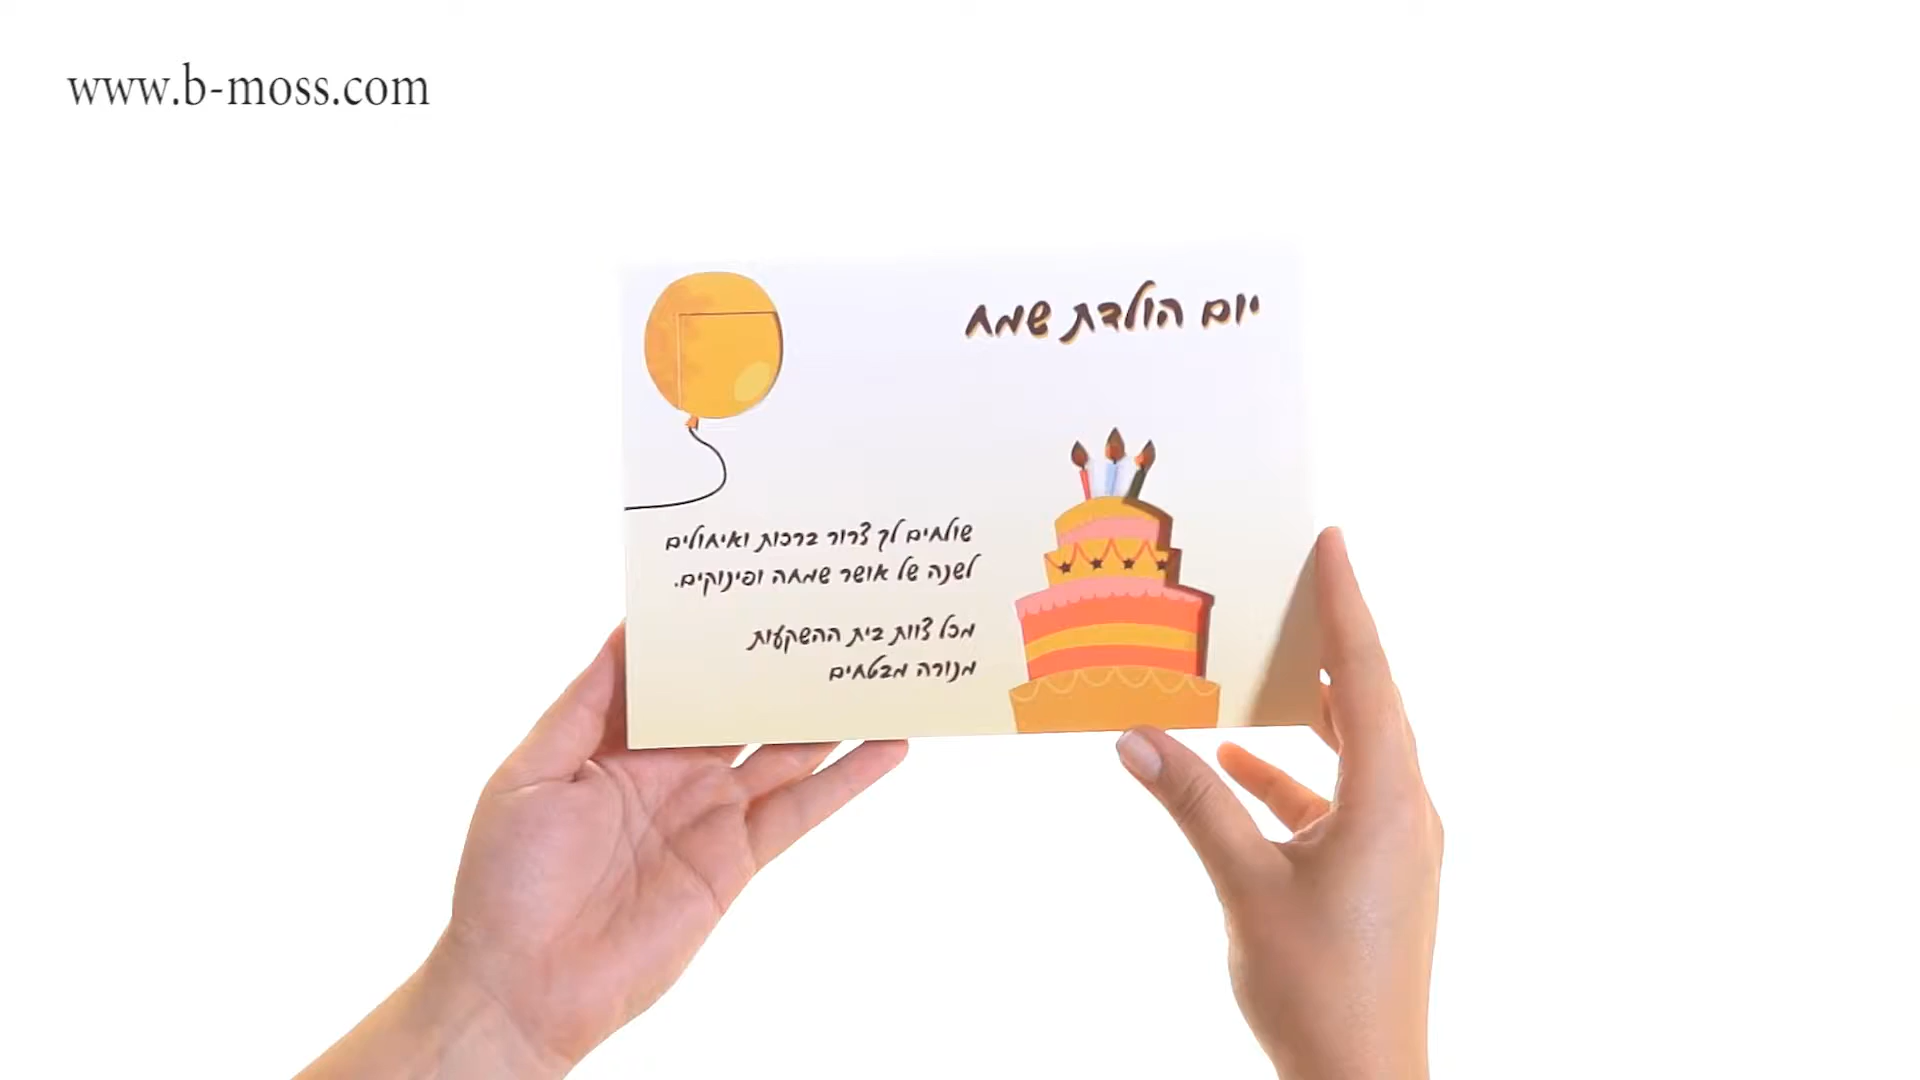 www.b-moss.com
יום הולדת שמח
שולחים לך צרור ברכות ואיחולים
לשנה של אושר שמחה ופינוקים.
מכל צוות בית ההשקעות
מנורה מבטחים